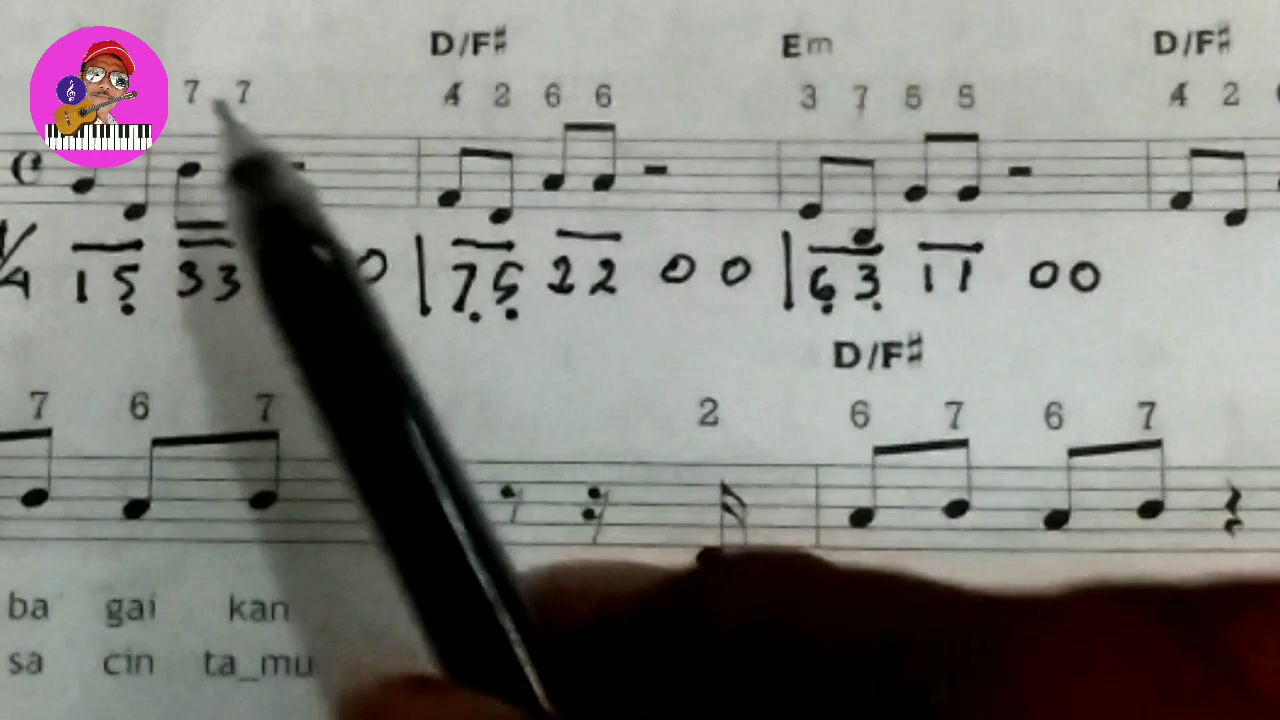 D/F♯ Em D/F♯
7 7 4 2 6 6 3 7 5 5 4 2
C
4 1 5 3 3 0 | 7 5 2 2 0 0 | 6 3 1 1 0 0
D/F♯
7 6 7 2 6 7 6 7
ba gai kan
sa cin ta_mu